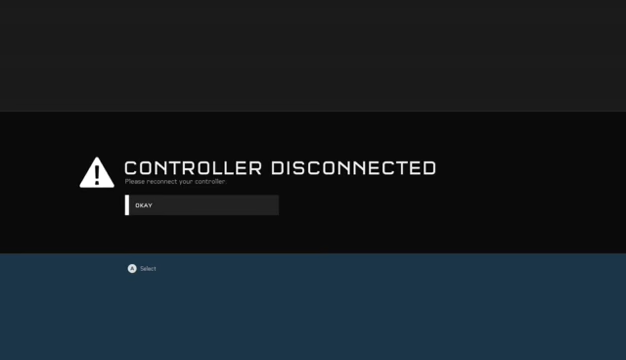 CONTROLLER DISCONNECTED
Please reconnect your controller.
OKAY
A Select